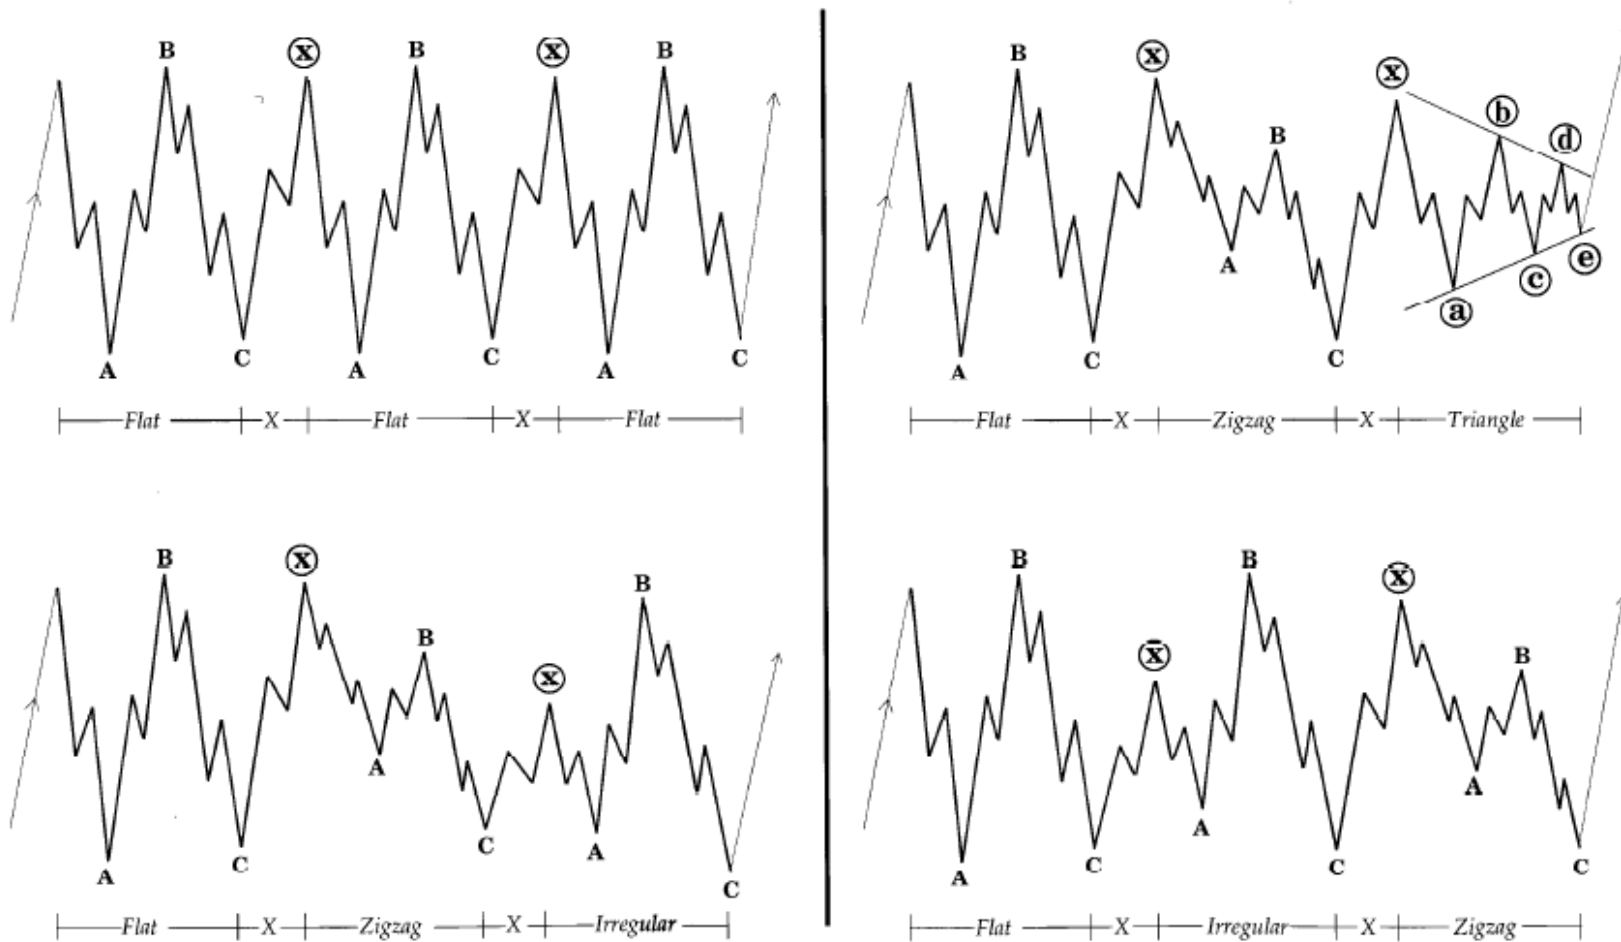 B ⓧ B ⓧ B
A C A C A C
Flat X Flat X Flat
B ⓧ B ⓧ ⓑ ⓓ
A C A C ⓐ ⓒ ⓔ
Flat X Zigzag X Triangle
B ⓧ B ⓧ B
A C A C A C
Flat X Zigzag X Irregular
B ⓧ B ⓧ B
A C A C A C
Flat X Irregular X Zigzag